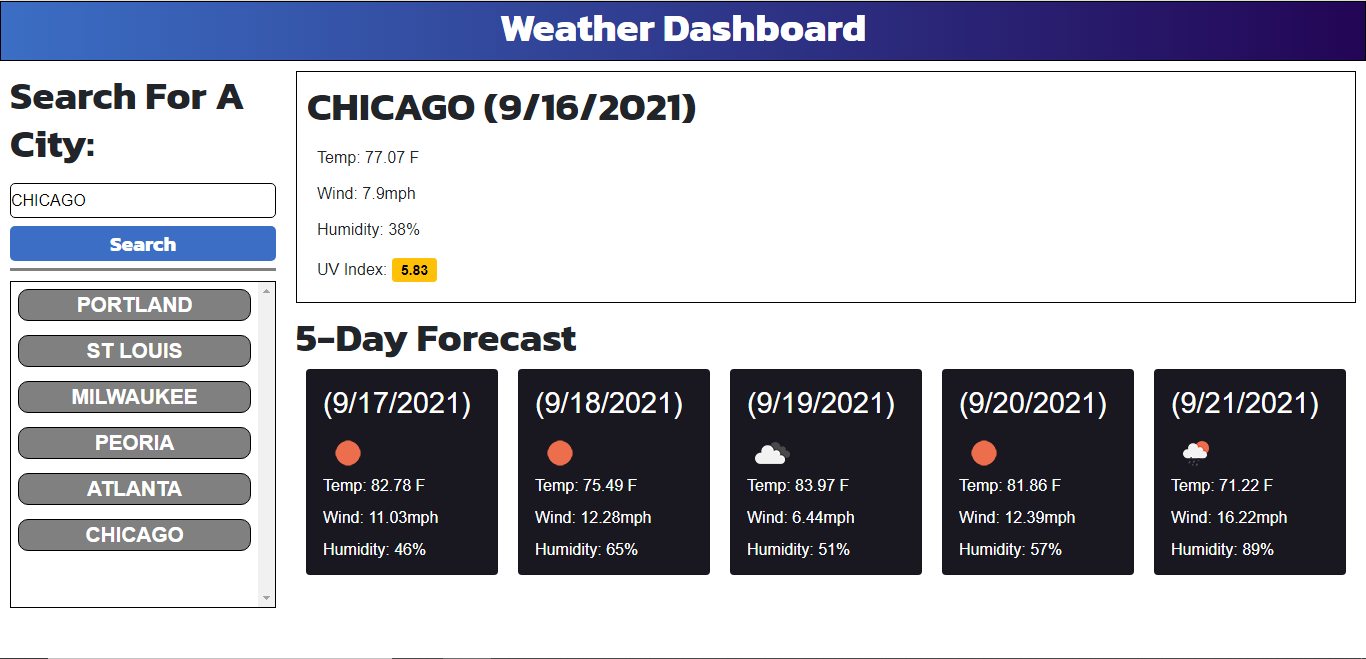 Weather Dashboard
Search For A
City:
CHICAGO
Search
PORTLAND
ST LOUIS
MILWAUKEE
PEORIA
ATLANTA
CHICAGO
CHICAGO (9/16/2021)
Temp: 77.07 F
Wind: 7.9mph
Humidity: 38%
UV Index: 5.83
5-Day Forecast
(9/17/2021)
Temp: 82.78 F
Wind: 11.03mph
Humidity: 46%
(9/18/2021)
Temp: 75.49 F
Wind: 12.28mph
Humidity: 65%
(9/19/2021)
Temp: 83.97 F
Wind: 6.44mph
Humidity: 51%
(9/20/2021)
Temp: 81.86 F
Wind: 12.39mph
Humidity: 57%
(9/21/2021)
Temp: 71.22 F
Wind: 16.22mph
Humidity: 89%